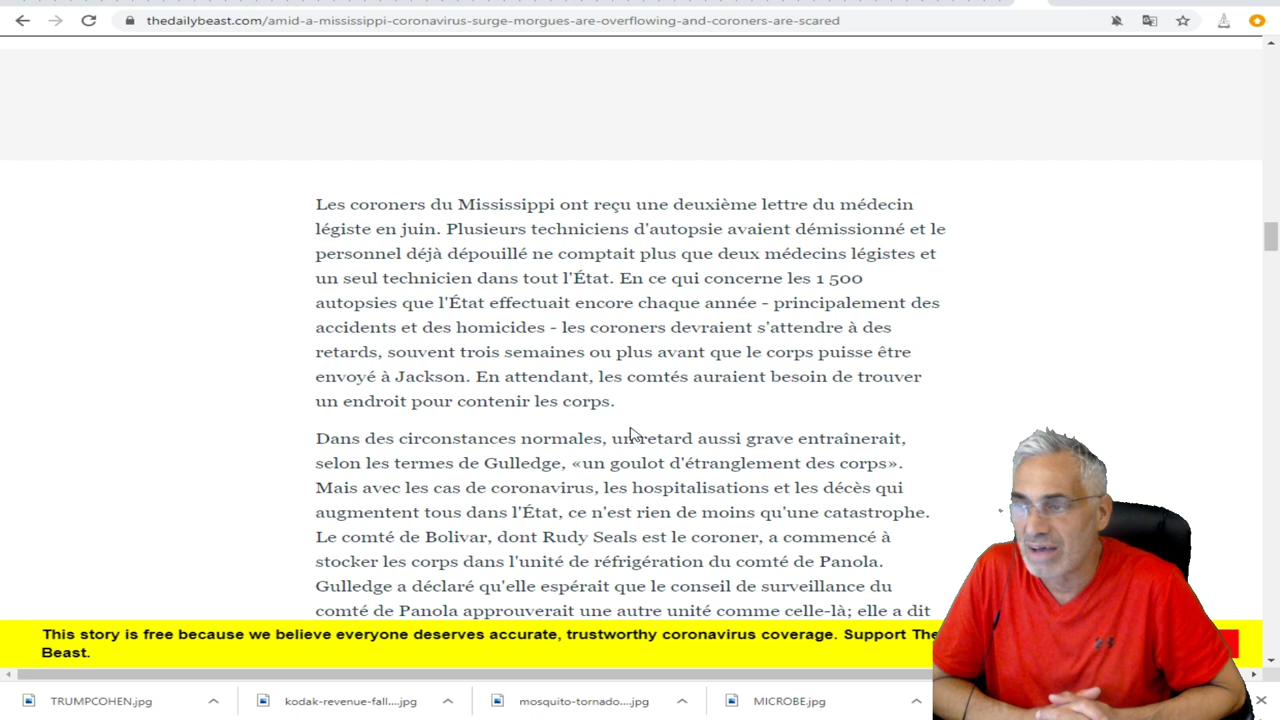 thedailybeast.com/amid-a-mississippi-coronavirus-surge-morgues-are-overflowing-and-coroners-are-scared
Les coroners du Mississippi ont reçu une deuxième lettre du médecin
légiste en juin. Plusieurs techniciens d'autopsie avaient démissionné et le
personnel déjà dépouillé ne comptait plus que deux médecins légistes et
un seul technicien dans tout l'État. En ce qui concerne les 1 500
autopsies que l'État effectuait encore chaque année - principalement des
accidents et des homicides - les coroners devraient s'attendre à des
retards, souvent trois semaines ou plus avant que le corps puisse être
envoyé à Jackson. En attendant, les comtés auraient besoin de trouver
un endroit pour contenir les corps.
Dans des circonstances normales, un retard aussi grave entraînerait,
selon les termes de Gulledge, «un goulot d'étranglement des corps».
Mais avec les cas de coronavirus, les hospitalisations et les décès qui
augmentent tous dans l'État, ce n'est rien de moins qu'une catastrophe.
Le comté de Bolivar, dont Rudy Seals est le coroner, a commencé à
stocker les corps dans l'unité de réfrigération du comté de Panola.
Gulledge a déclaré qu'elle espérait que le conseil de surveillance du
comté de Panola approuverait une autre unité comme celle-là; elle a dit
This story is free because we believe everyone deserves accurate, trustworthy coronavirus coverage. Support The
Beast.
TRUMPCOHEN.jpg
kodak-revenue-fall....jpg
mosquito-tornado....jpg
MICROBE.jpg